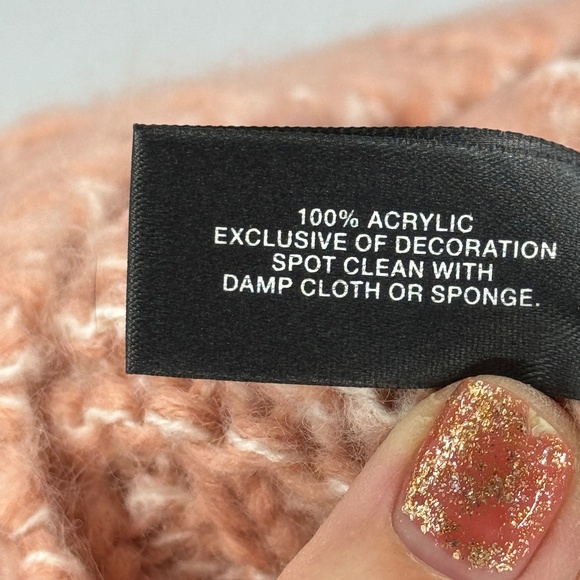 100% ACRYLIC
EXCLUSIVE OF DECORATION
SPOT CLEAN WITH
DAMP CLOTH OR SPONGE.